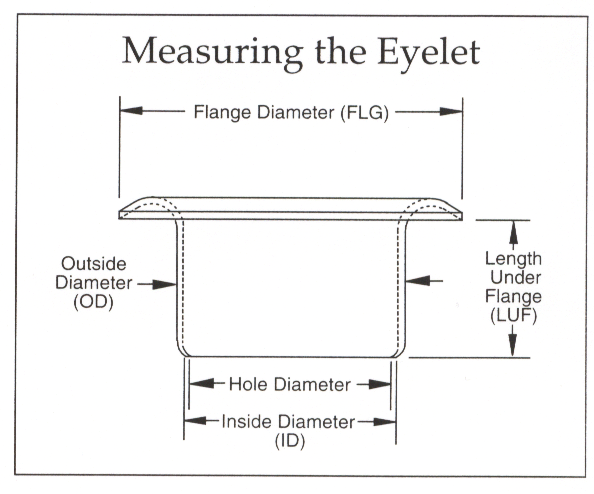 Measuring the Eyelet
Flange Diameter (FLG)
Outside
Diameter
(OD)
Length
Under
Flange
(LUF)
Hole Diameter
Inside Diameter
(ID)